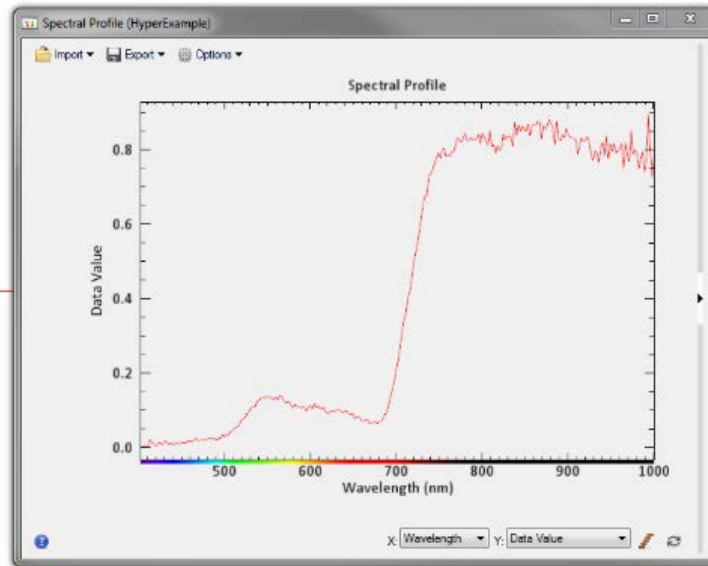 Spectral Profile (HyperExample)
Import Export Options
Spectral Profile
Data Value
0.8
0.6
0.4
0.2
0.0
500 600 700 800 900 1000
Wavelength (nm)
X: Wavelength Y: Data Value